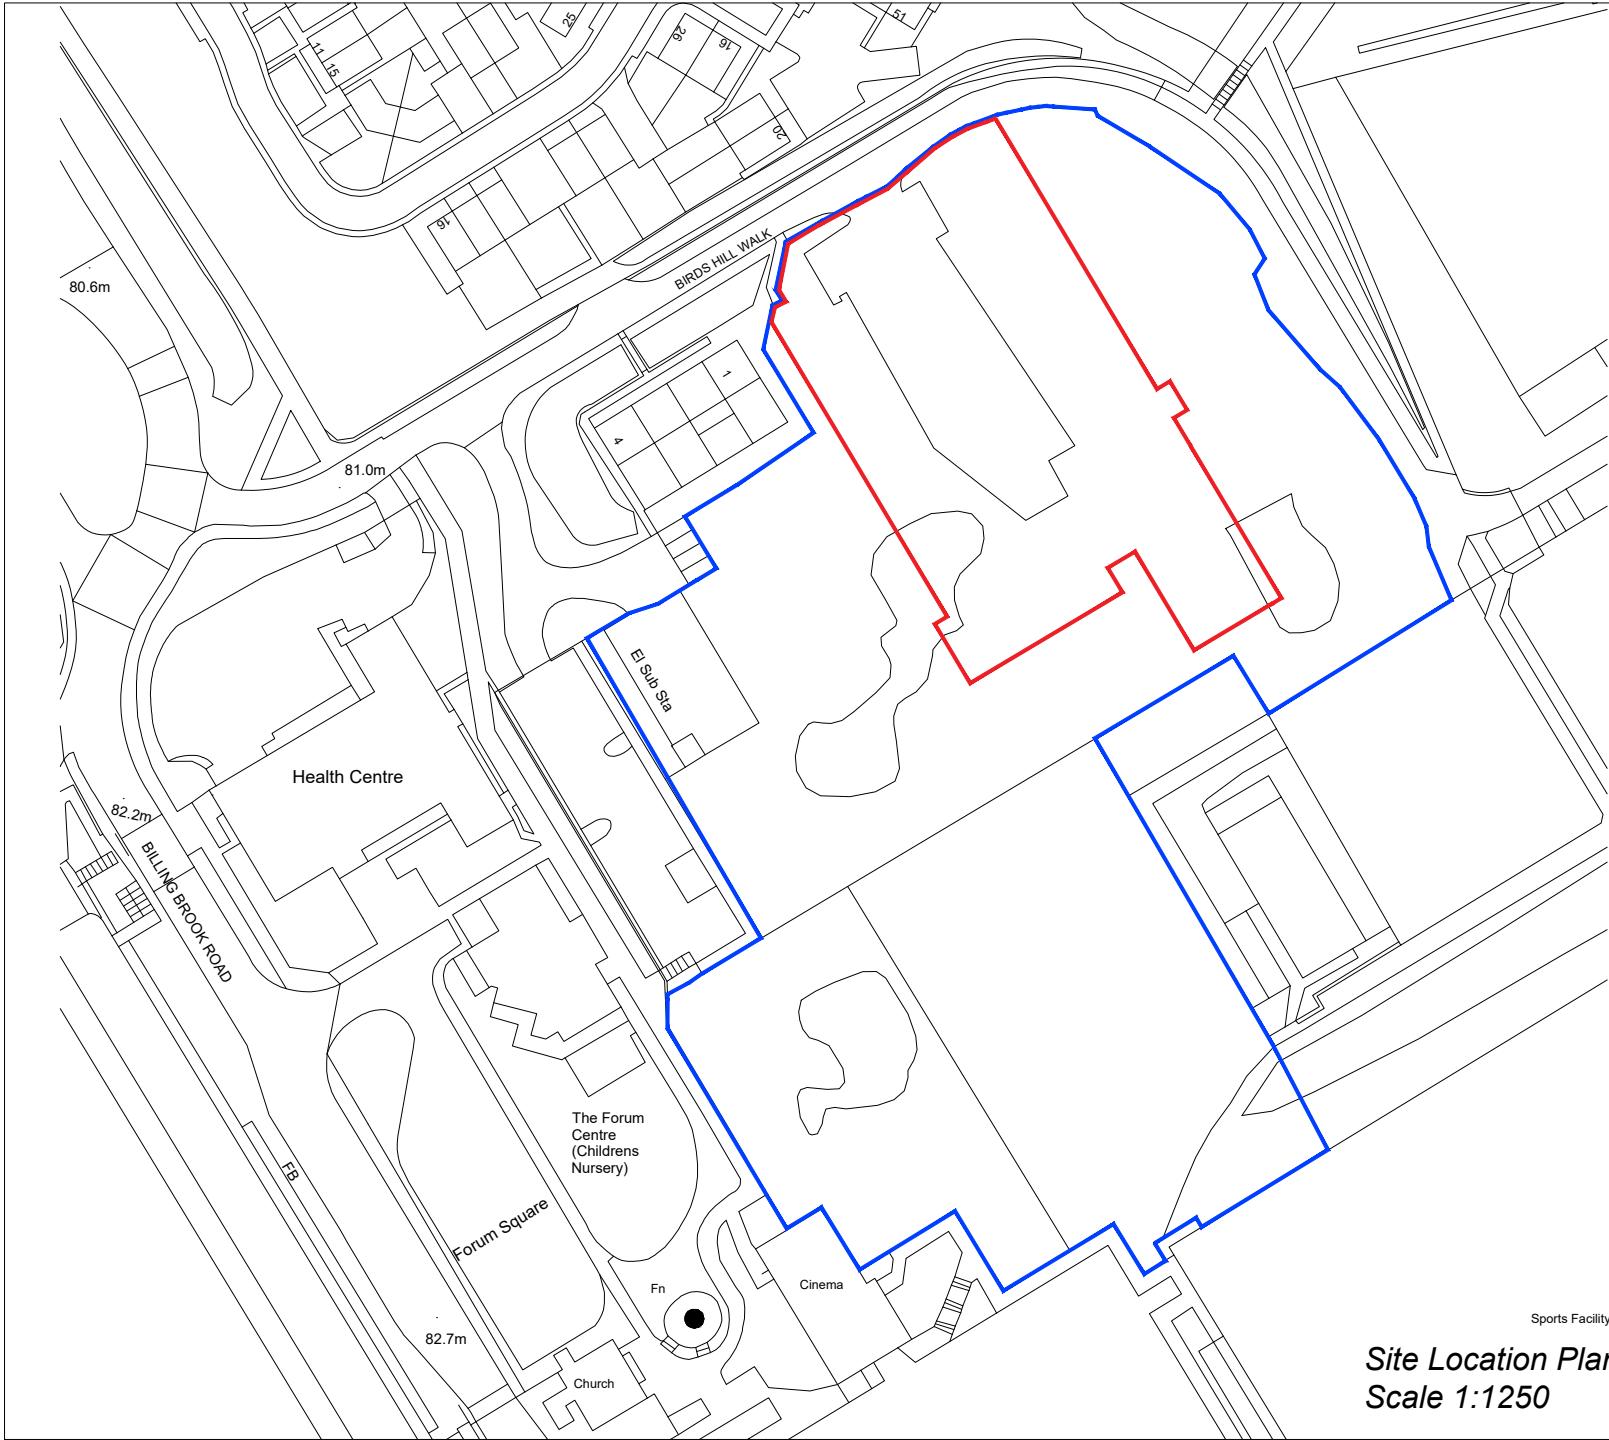 51
25
11
15
26
16
20
16
BIRDS HILL WALK
80.6m
1
4
81.0m
El Sub Sta
Health Centre
82.2m
BILLING BROOK ROAD
The Forum
Centre
(Childrens
Nursery)
FB
Forum Square
Fn
Cinema
82.7m
Church
Sports Facility
Site Location Plan
Scale 1:1250